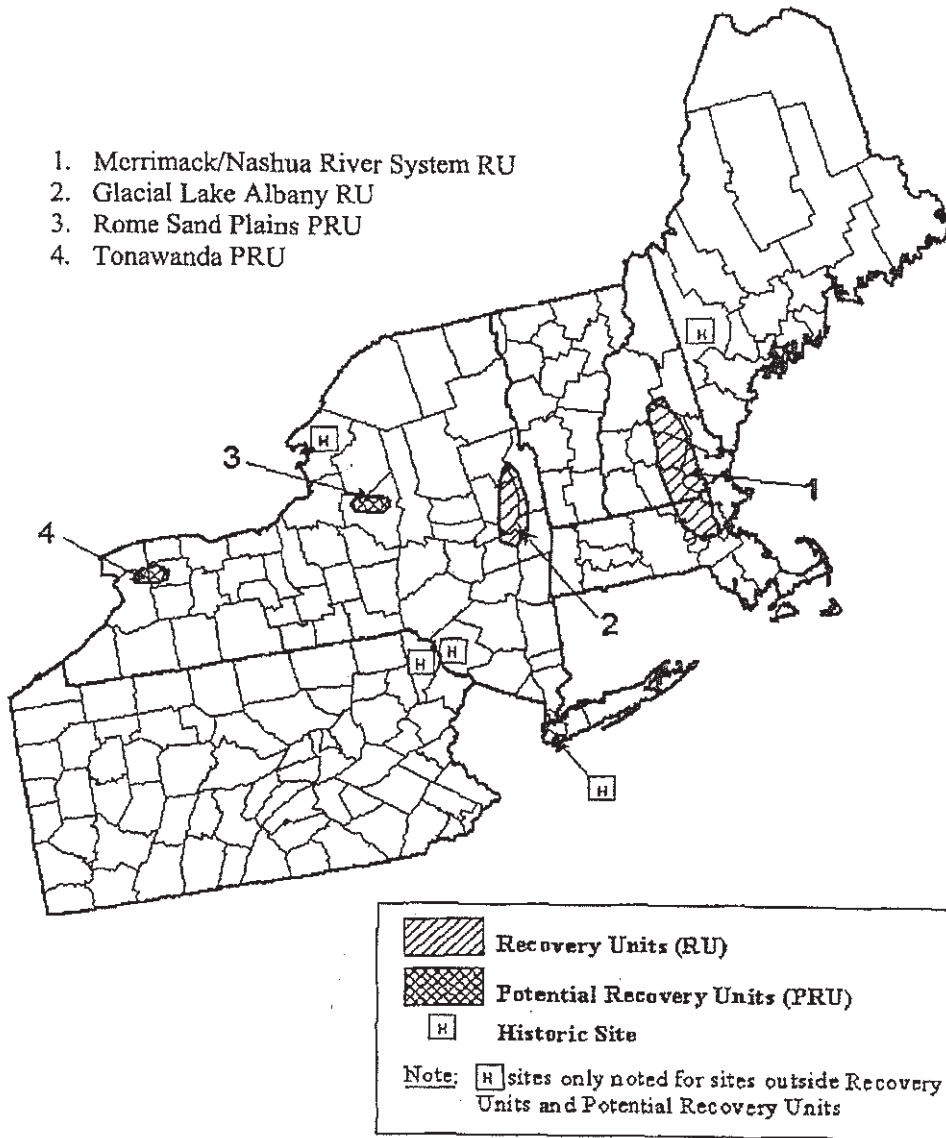 1. Merrimack/Nashua River System RU
2. Glacial Lake Albany RU
3. Rome Sand Plains PRU
4. Tonawanda PRU
H
H
3
1
4
2
H
H
H
Recovery Units (RU)
Potential Recovery Units (PRU)
H Historic Site
Note: H sites only noted for sites outside Recovery
Units and Potential Recovery Units